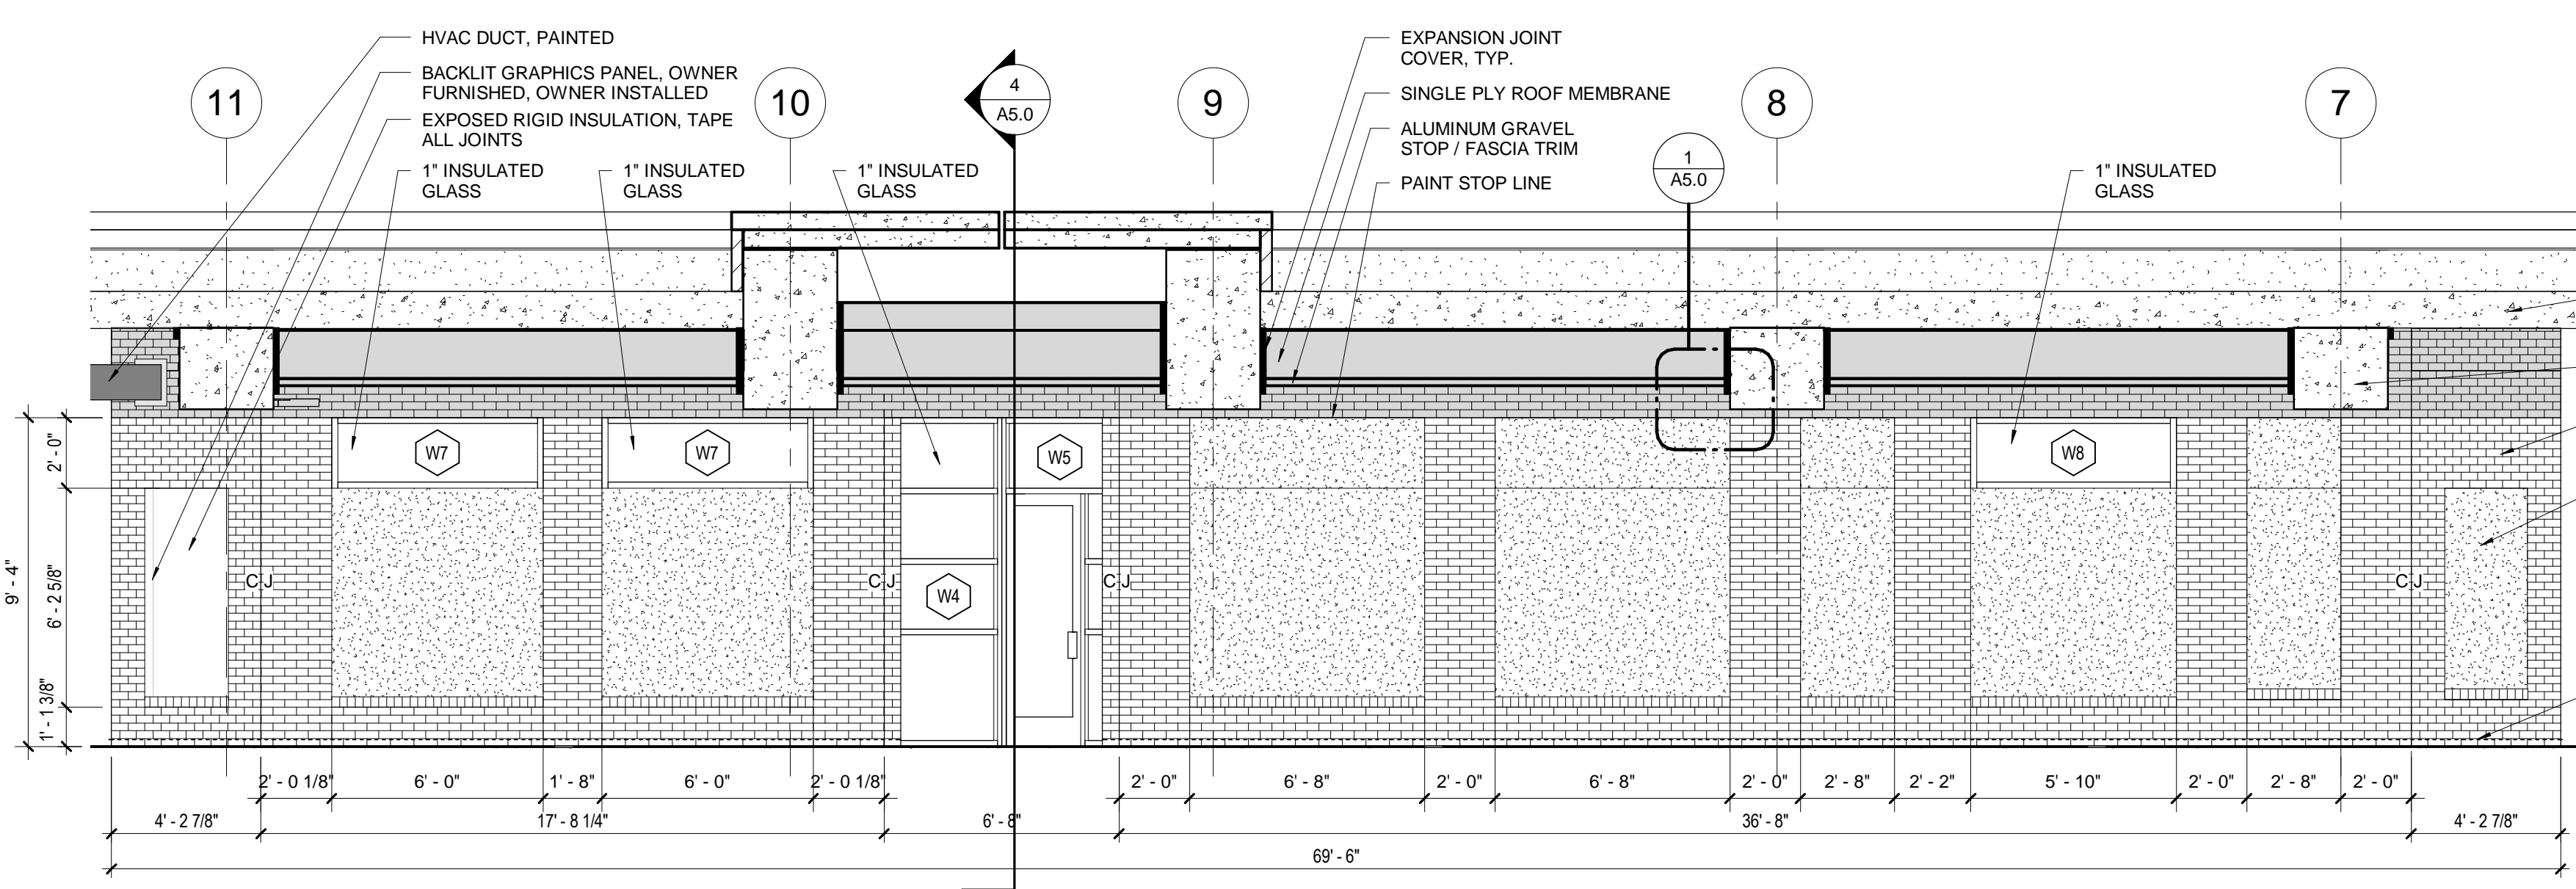 HVAC DUCT, PAINTED
BACKLIT GRAPHICS PANEL, OWNER
FURNISHED, OWNER INSTALLED
EXPOSED RIGID INSULATION, TAPE
ALL JOINTS
1" INSULATED
GLASS
1" INSULATED
GLASS
1" INSULATED
GLASS
EXPANSION JOINT
COVER, TYP.
SINGLE PLY ROOF MEMBRANE
ALUMINUM GRAVEL
STOP / FASCIA TRIM
PAINT STOP LINE
1" INSULATED
GLASS
11
10
4
A5.0
9
1
A5.0
8
7
W7
W7
W5
W8
W4
CJ
CJ
CJ
CJ
9' - 4"
2' - 0"
6' - 2 5/8"
1' - 1 3/8"
2' - 0 1/8"
6' - 0"
1' - 8"
6' - 0"
2' - 0 1/8"
2' - 0"
6' - 8"
2' - 0"
6' - 8"
2' - 0"
2' - 8"
2' - 2"
5' - 10"
2' - 0"
2' - 8"
2' - 0"
4' - 2 7/8"
17' - 8 1/4"
6' - 8"
36' - 8"
4' - 2 7/8"
69' - 6"